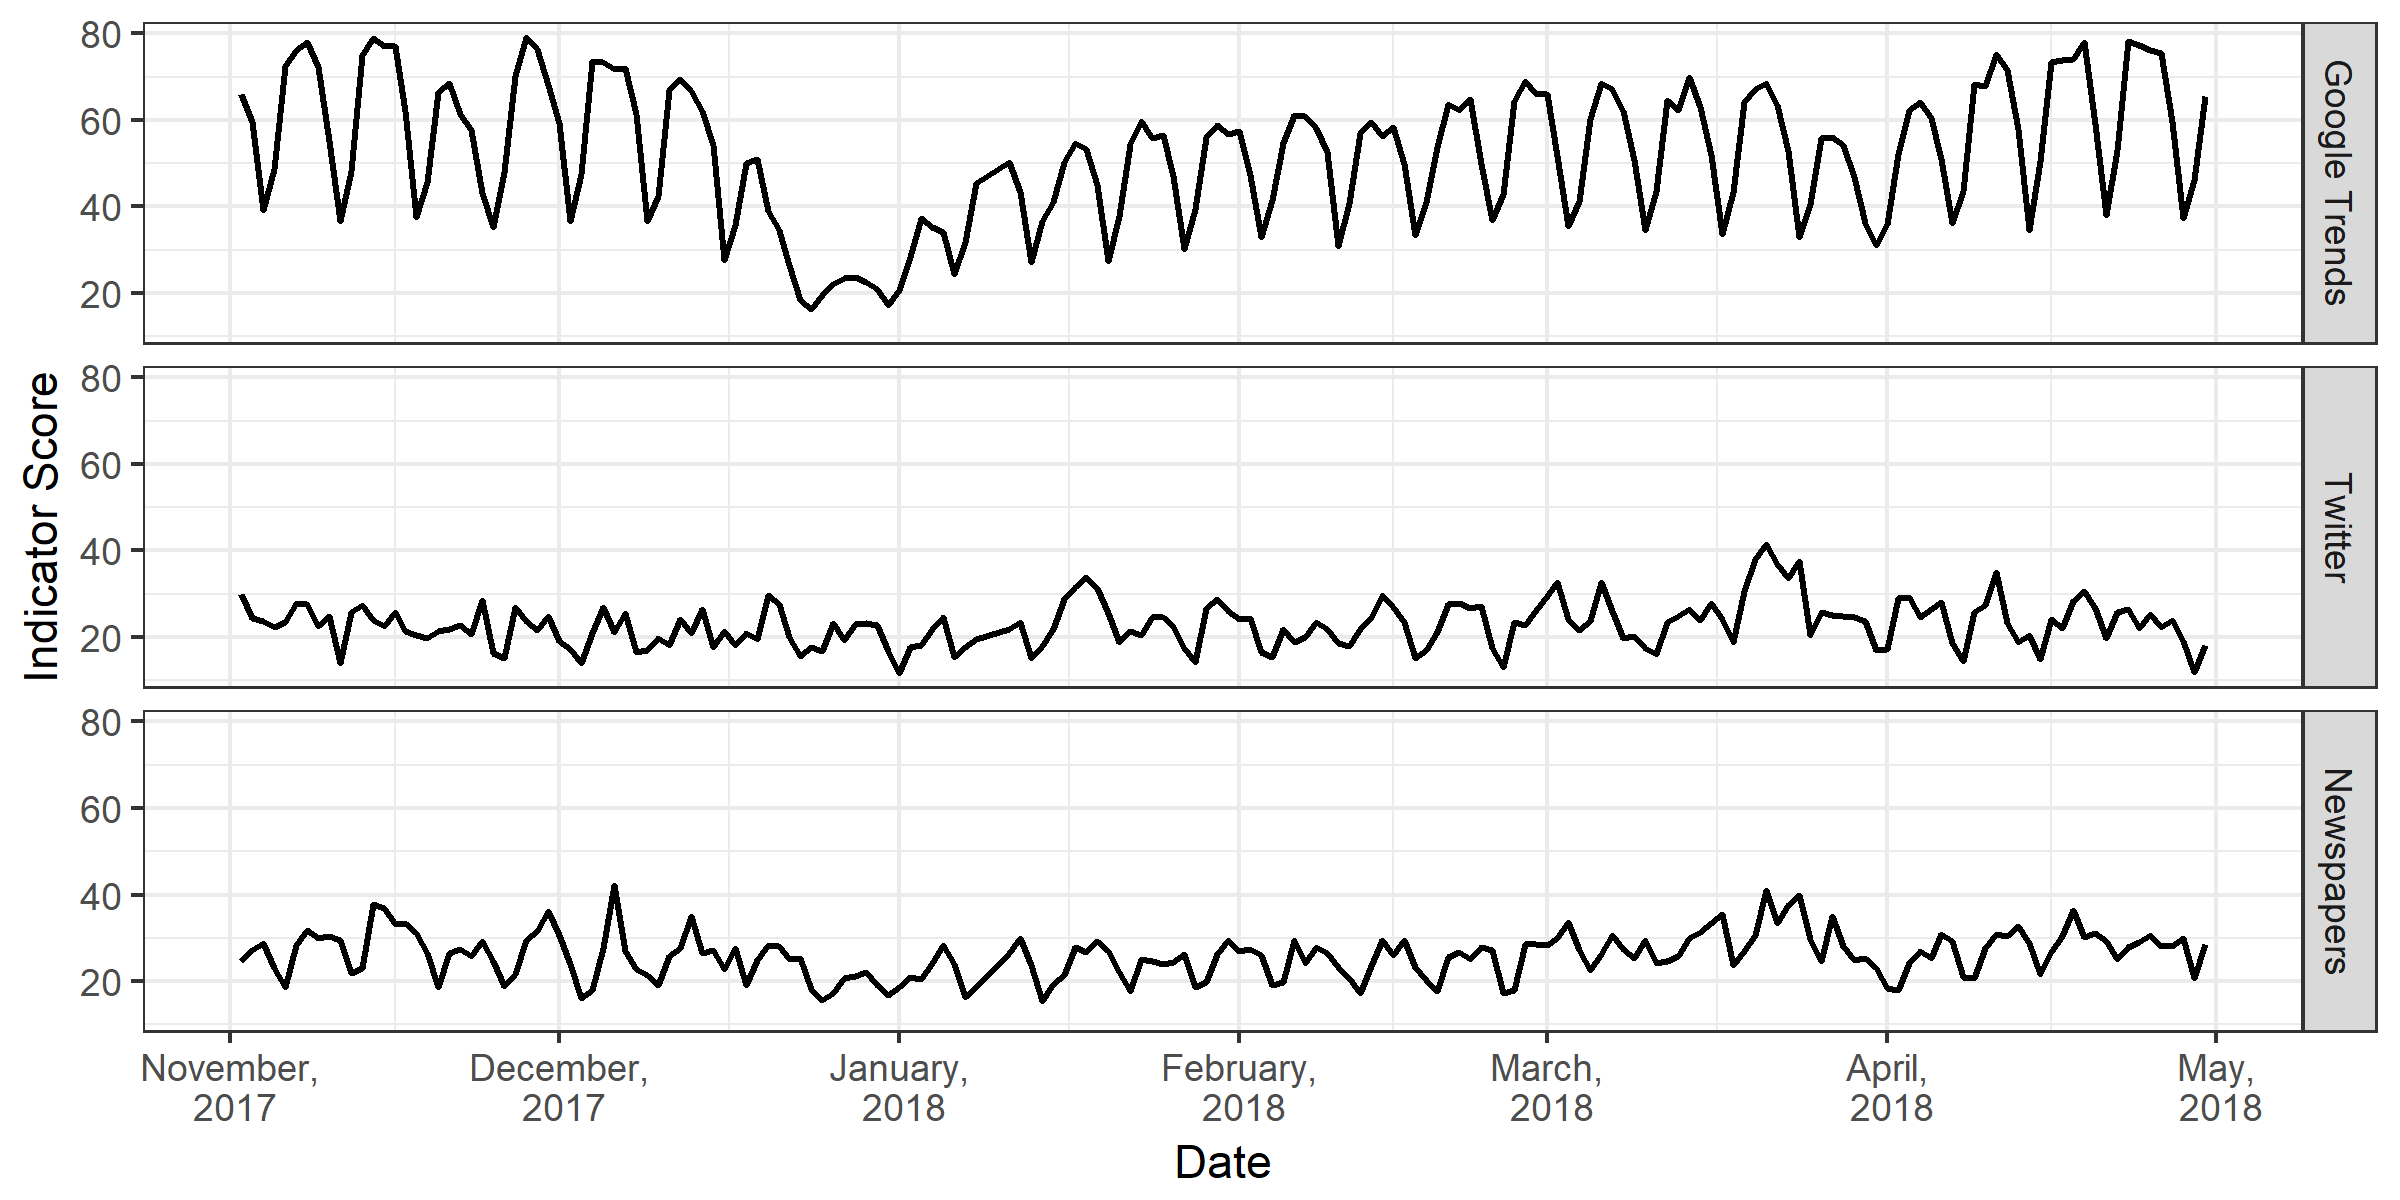 80
60
40
20
Google Trends
80
60
40
20
Twitter
80
60
40
20
Newspapers
Indicator Score
November,
2017
December,
2017
January,
2018
February,
2018
March,
2018
April,
2018
May,
2018
Date